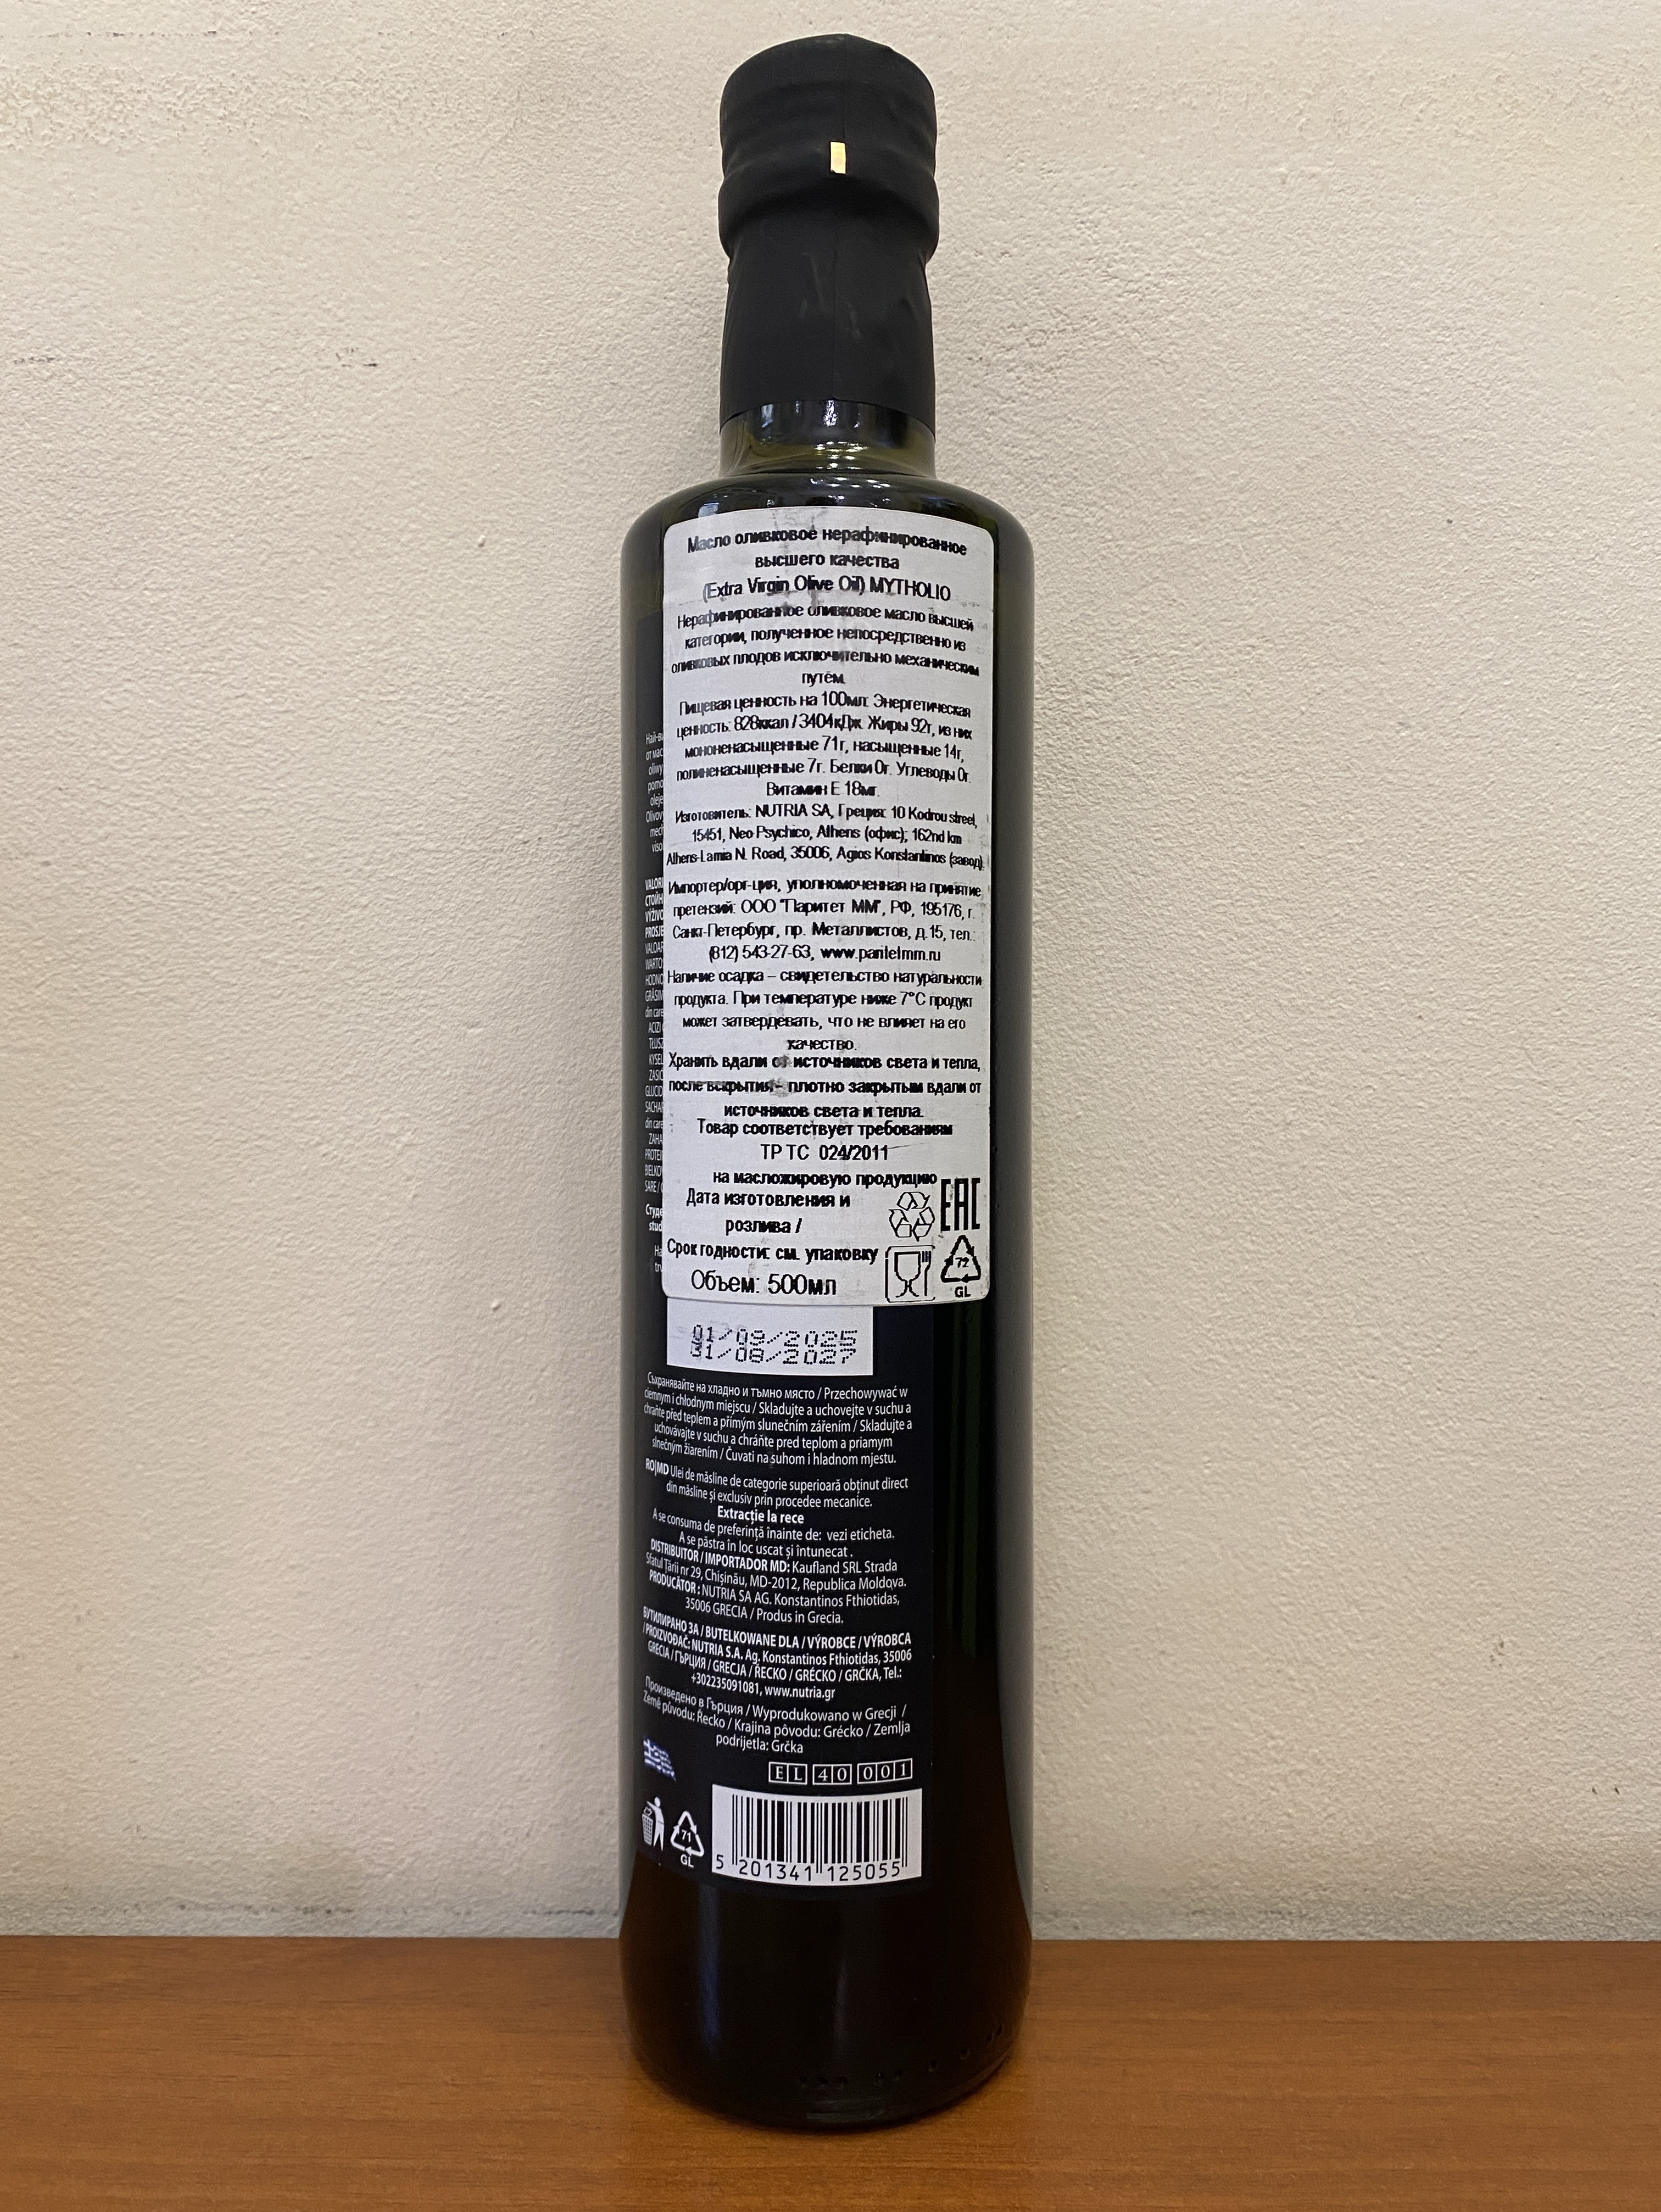 Масло оливковое нерафинированное
высшего качества
(Extra Virgin Olive Oil) MYTHOLIO
Нерафинированное оливковое масло высшей
категории, полученное непосредственно из
оливковых плодов исключительно механическим
путём.
Пищевая ценность на 100мл: Энергетическая
ценность: 828ккал / 3404кДж. Жиры 92г, из них
мононенасыщенные 71г, насыщенные 14г,
полиненасыщенные 7г. Белки 0г. Углеводы 0г.
Витамин Е 18мг.
Изготовитель: NUTRIA SA, Греция: 10 Kodrou street,
15451, Neo Psychico, Athens (офис); 162nd km
Athens-Lamia N. Road, 35006, Agios Konstantinos (завод).
Импортер/орг-ция, уполномоченная на принятие
претензий: ООО "Паритет ММ", РФ, 195176, г.
Санкт-Петербург, пр. Металлистов, д.15, тел.:
(812) 543-27-63, www.paritetmm.ru
Наличие осадка – свидетельство натуральности
продукта. При температуре ниже 7°С продукт
может затвердевать, что не влияет на его
качество.
Хранить вдали от источников света и тепла,
после вскрытия – плотно закрытым вдали от
источников света и тепла.
Товар соответствует требованиям
ТР ТС 024/2011
на масложировую продукцию
Дата изготовления и
розлива /
Срок годности: см. упаковку
Объем: 500мл
EAC
72
GL
01/09/2025
31/08/2027
Съхранявайте на хладно и тъмно място / Przechowywać w
ciemnym i chłodnym miejscu / Skladujte a uchovejte v suchu a
chraňte před teplem a přímým slunečním zářením / Skladujte a
uchovávajte v suchu a chráňte pred teplom a priamym
slnečným žiarením / Čuvati na suhom i hladnom mjestu.
RO|MD Ulei de măsline de categorie superioară obținut direct
din măsline și exclusiv prin procedee mecanice.
Extracție la rece
A se consuma de preferință înainte de: vezi eticheta.
A se păstra în loc uscat și întunecat .
DISTRIBUITOR / IMPORTADOR MD: Kaufland SRL Strada
Sfatul Țării nr 29, Chișinău, MD-2012, Republica Moldova.
PRODUCĂTOR : NUTRIA SA AG. Konstantinos Fthiotidas,
35006 GRECIA / Produs in Grecia.
БУТИЛИРАНО ЗА / BUTELKOWANE DLA / VÝROBCE / VÝROBCA
/ PROIZVOĐAČ: NUTRIA S.A. Ag. Konstantinos Fthiotidas, 35006
GRECIA / ГЪРЦИЯ / GRECJA / ŘECKO / GRÉCKO / GRČKA, Tel.:
+302235091081, www.nutria.gr
Произведено в Гърция / Wyprodukowano w Grecji /
Země původu: Řecko / Krajina pôvodu: Grécko / Zemlja
podrijetla: Grčka
EL 40 001
71
GL
5 201341 125055